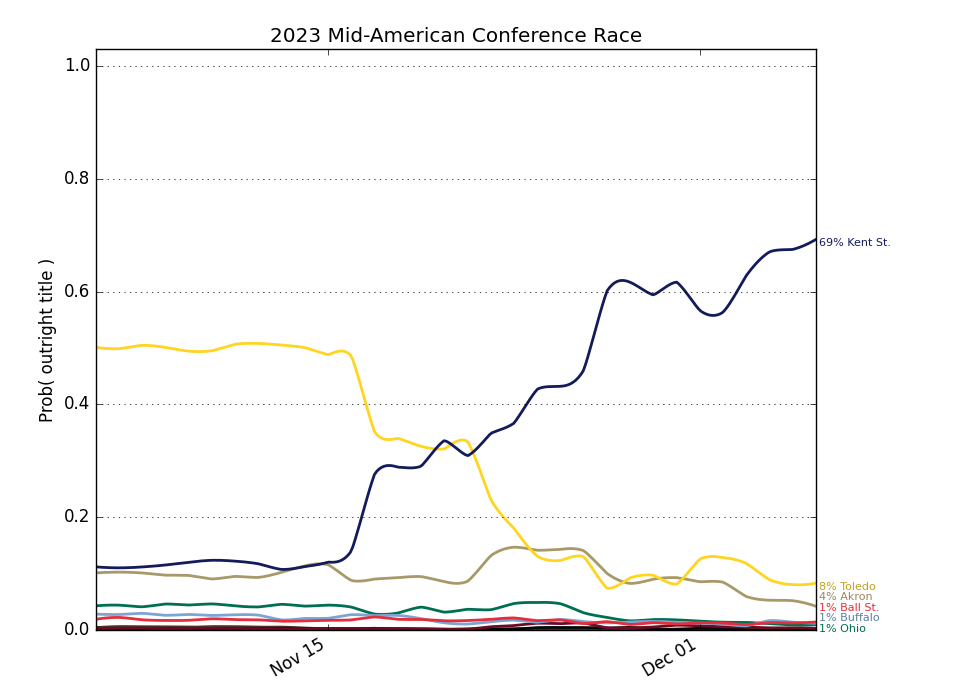 2023 Mid-American Conference Race
1.0
0.8
0.6
0.4
0.2
0.0
Prob( outright title )
Nov 15
Dec 01
69% Kent St.
8% Toledo
4% Akron
1% Ball St.
1% Buffalo
1% Ohio